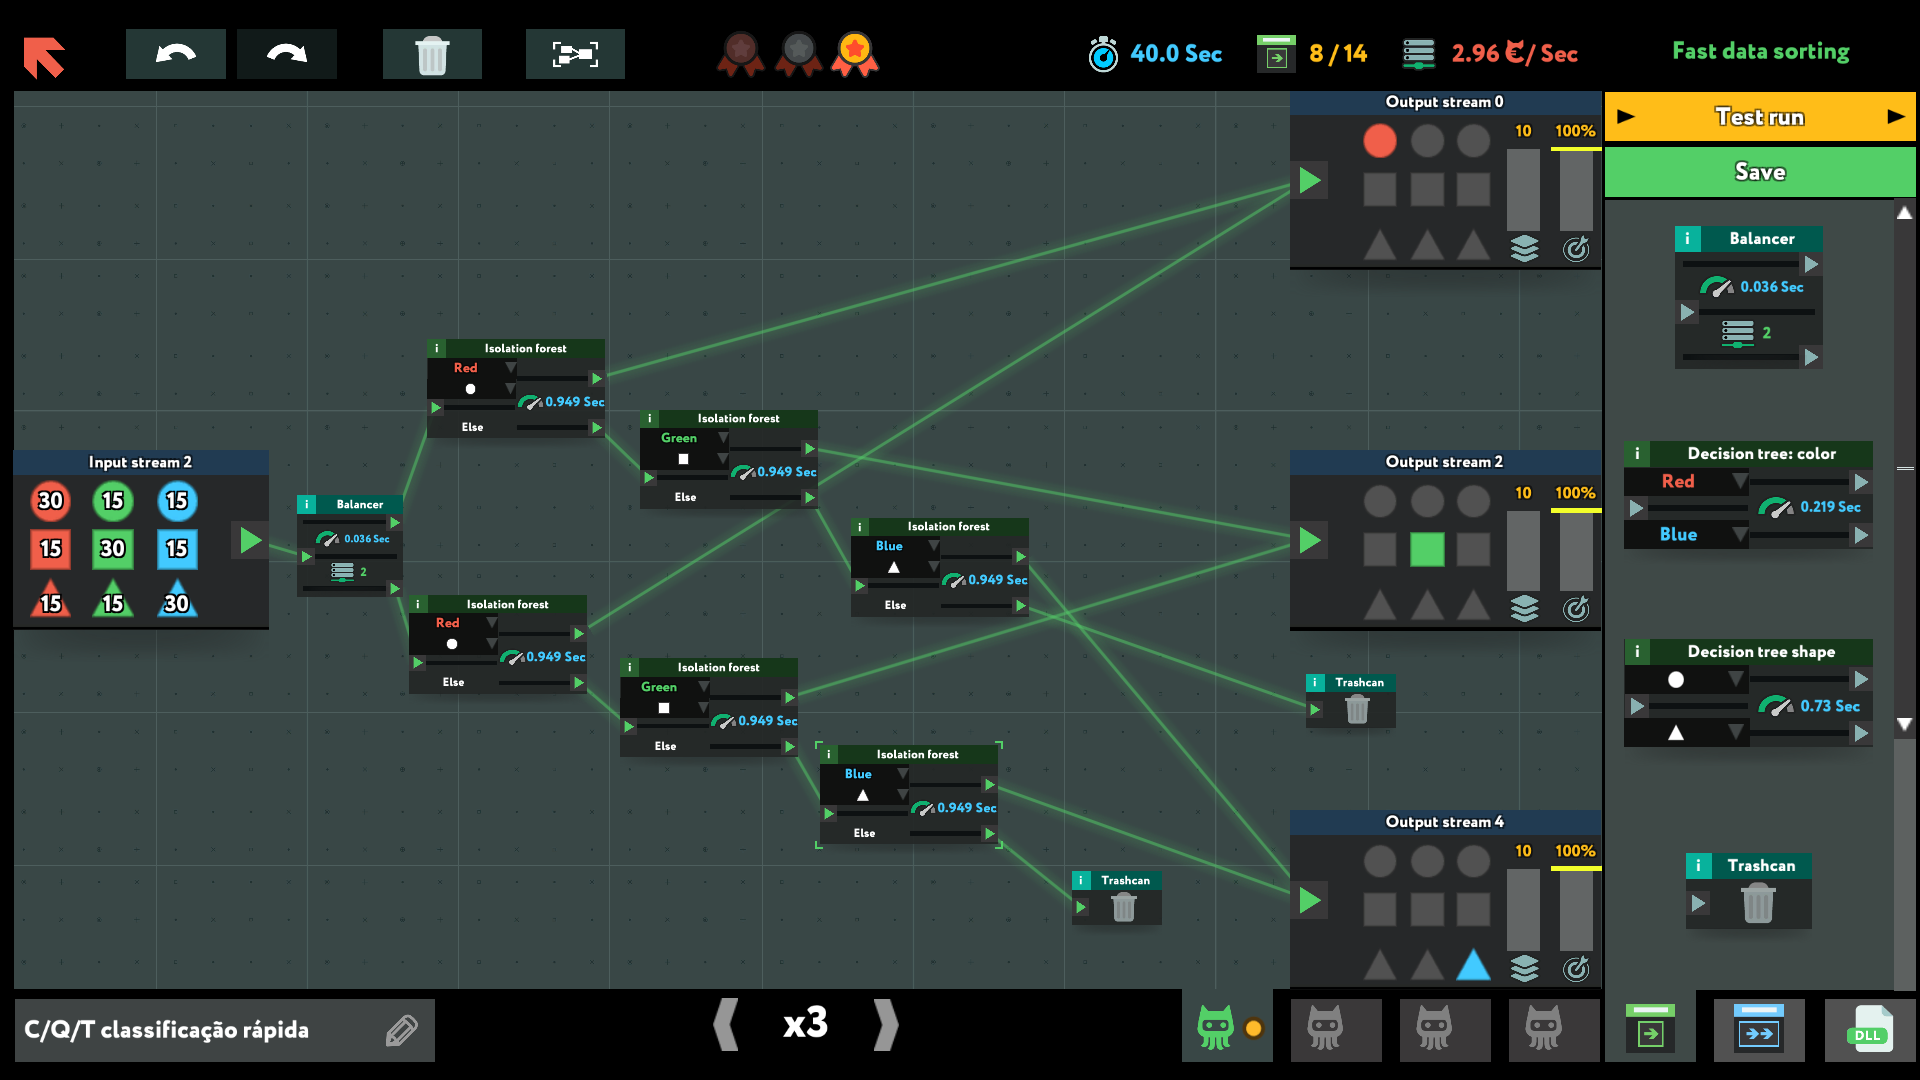 40.0 Sec
8 / 14
2.96 / Sec
Fast data sorting
Output stream 0
10
100%
Test run
Save
i Balancer
0.036 Sec
2
i Isolation forest
Red
0.949 Sec
Else
i Isolation forest
Green
0.949 Sec
Else
Input stream 2
30 15 15
15 30 15
15 15 30
i Balancer
0.036 Sec
2
Output stream 2
10
100%
i Decision tree: color
Red
0.219 Sec
Blue
i Isolation forest
Blue
0.949 Sec
Else
i Isolation forest
Red
0.949 Sec
Else
i Isolation forest
Green
0.949 Sec
Else
i Trashcan
i Decision tree shape
0.73 Sec
i Isolation forest
Blue
0.949 Sec
Else
i Trashcan
Output stream 4
10
100%
i Trashcan
C/Q/T classificação rápida
x3
DLL